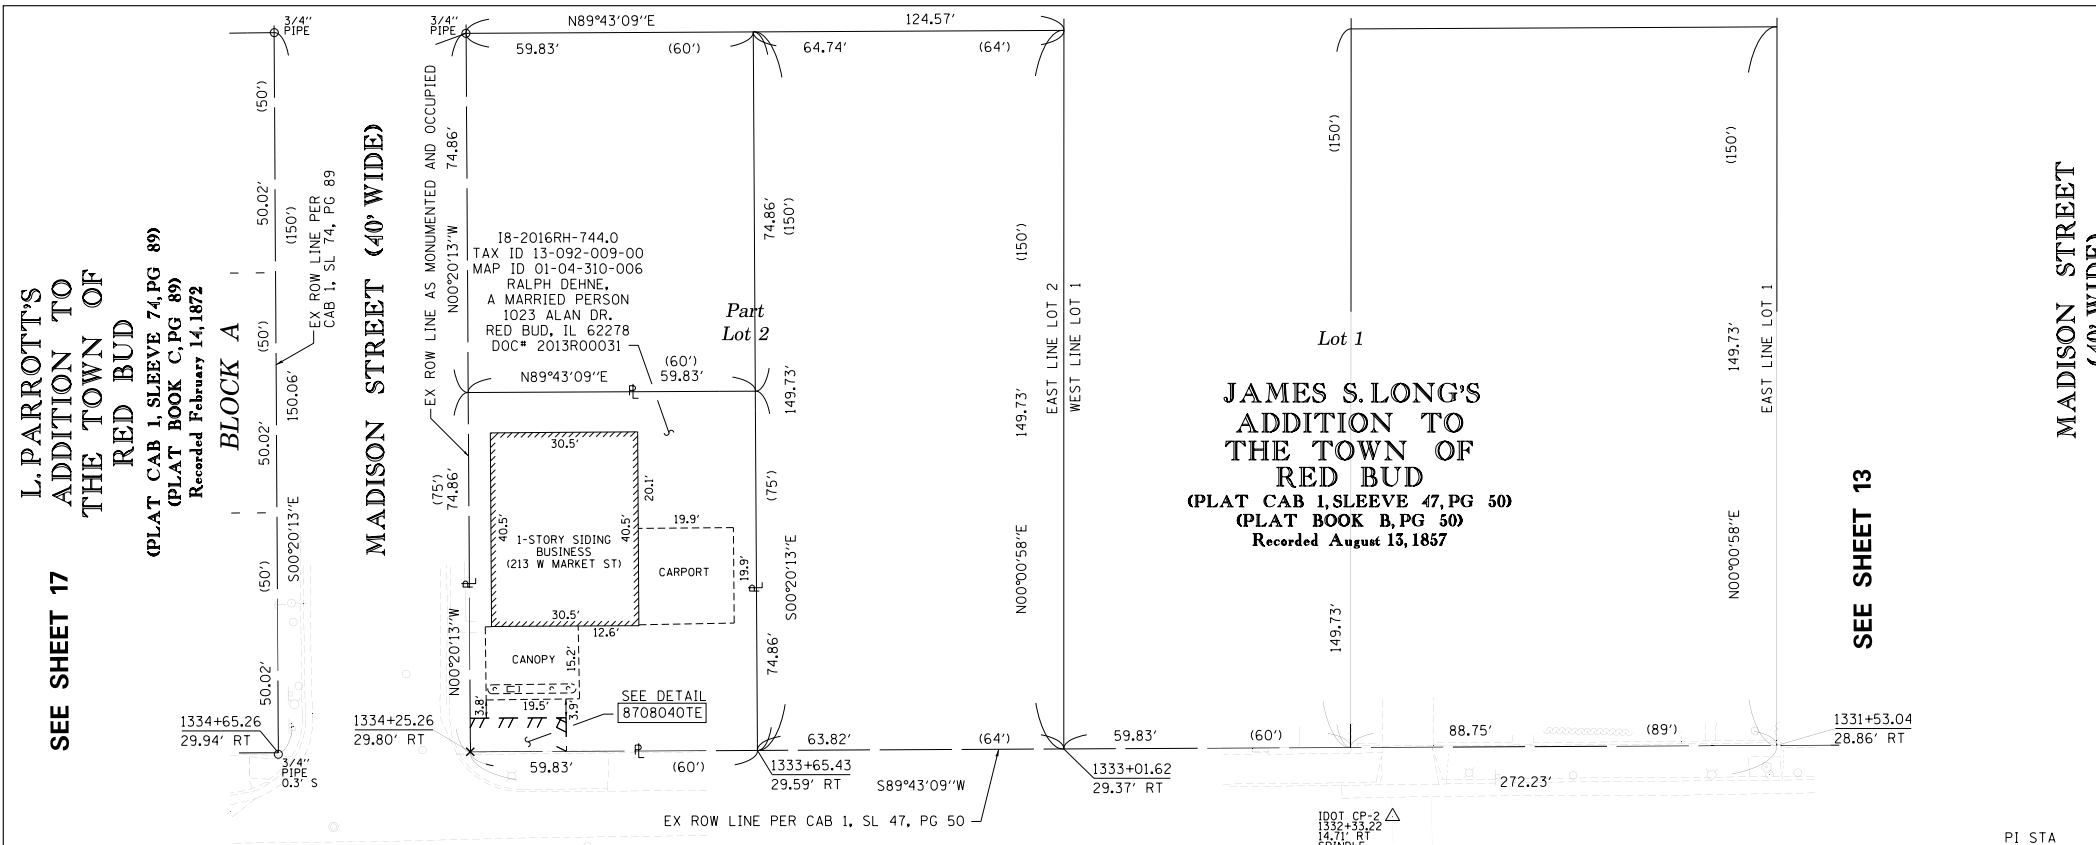 SEE SHEET 17
L. PARROTT'S
ADDITION TO
THE TOWN OF
RED BUD
(PLAT CAB 1, SLEEVE 74, PG 89)
(PLAT BOOK C, PG 89)
Recorded February 14, 1872
BLOCK A
3/4"
PIPE
(50')
50.02'
(150')
(50')
150.06'
50.02'
S00°20'13"E
(50')
50.02'
EX ROW LINE PER
CAB 1, SL 74, PG 89
1334+65.26
29.94' RT
3/4"
PIPE
0.3' S
MADISON STREET (40' WIDE)
EX ROW LINE AS MONUMENTED AND OCCUPIED
3/4"
PIPE
N89°43'09"E
124.57'
59.83'
(60')
64.74'
(64')
74.86'
N00°20'13"W
74.86'
(150')
I8-2016RH-744.0
TAX ID 13-092-009-00
MAP ID 01-04-310-006
RALPH DEHNE,
A MARRIED PERSON
1023 ALAN DR.
RED BUD, IL 62278
DOC# 2013R00031
Part
Lot 2
(60')
N89°43'09"E
59.83'
PL
149.73'
(75')
74.86'
30.5'
20.1'
40.5'
40.5'
1-STORY SIDING
BUSINESS
(213 W MARKET ST)
19.9'
CARPORT
19.9'
(75')
PL
PL
S00°20'13"E
N00°20'13"W
30.5'
12.6'
CANOPY
15.2'
74.86'
3.8'
19.5'
3.9'
SEE DETAIL
8708040TE
1334+25.26
29.80' RT
59.83'
PL
(60')
63.82'
(64')
1333+65.43
29.59' RT
S89°43'09"W
EX ROW LINE PER CAB 1, SL 47, PG 50
(150')
149.73'
N00°00'58"E
EAST LINE LOT 2
WEST LINE LOT 1
59.83'
(60')
1333+01.62
29.37' RT
(150')
Lot 1
JAMES S. LONG'S
ADDITION TO
THE TOWN OF
RED BUD
(PLAT CAB 1, SLEEVE 47, PG 50)
(PLAT BOOK B, PG 50)
Recorded August 13, 1857
149.73'
(150')
149.73'
EAST LINE LOT 1
N00°00'58"E
88.75'
(89')
272.23'
1331+53.04
28.86' RT
IDOT CP-2
1332+33.22
14.71' RT
SPINDLE
SEE SHEET 13
MADISON STREET
(40' WIDE)
PI STA